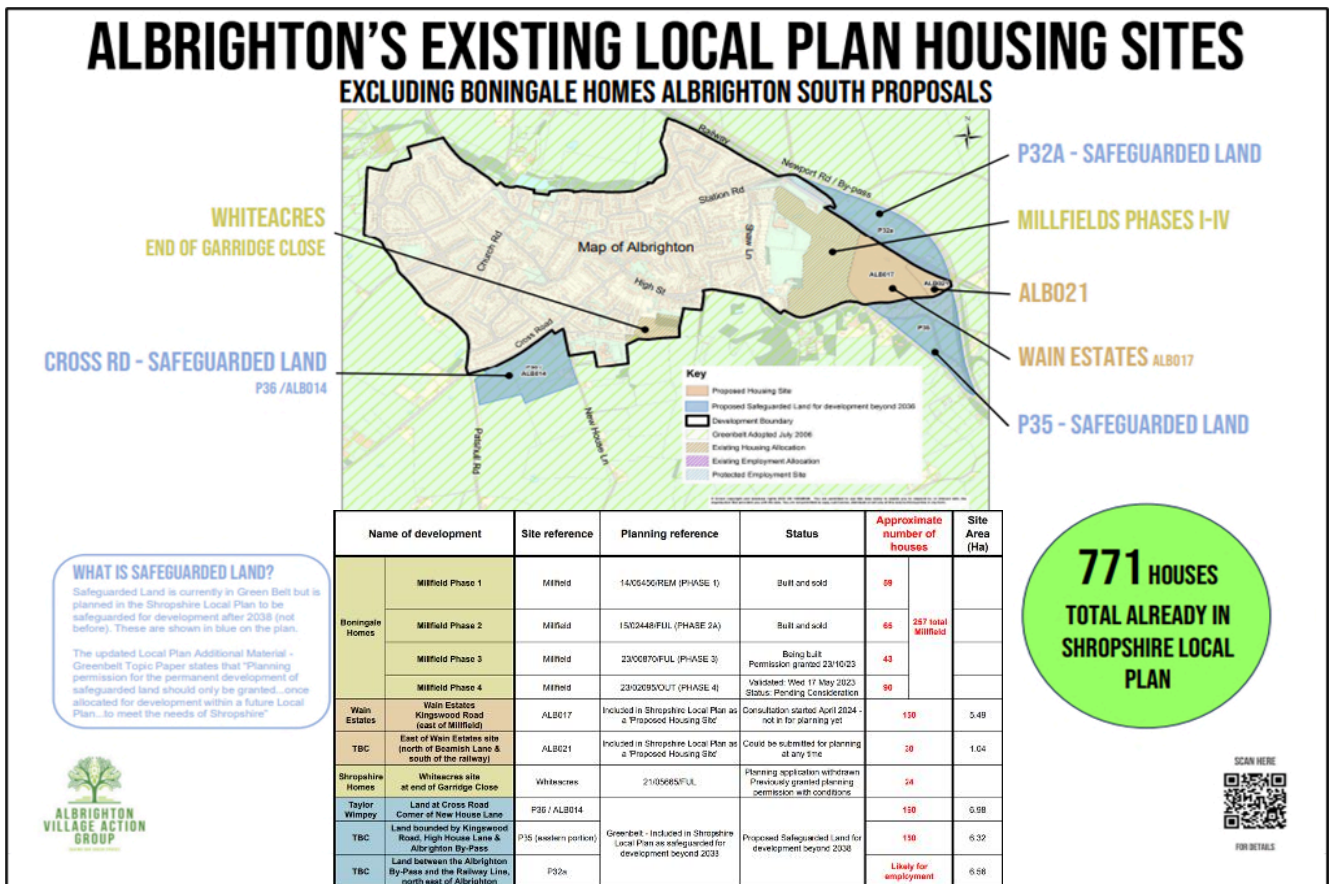 ALBRIGHTON'S EXISTING LOCAL PLAN HOUSING SITES
EXCLUDING BONINGALE HOMES ALBRIGHTON SOUTH PROPOSALS
WHITEACRES
END OF GARRIDGE CLOSE
CROSS RD - SAFEGUARDED LAND
P36 /ALB014
Railway
Newport Rd / By-pass
Station Rd
Shaw Ln
Church Rd
Map of Albrighton
High St
Cross Road
Patshull Rd
New House Ln
P32a
ALB017
ALB021
P35
ALB014
N
Key
Proposed Housing Site
Proposed Safeguarded Land for development beyond 2036
Development Boundary
Greenbelt Adopted July 2006
Existing Housing Allocation
Existing Employment Allocation
Protected Employment Site
P32A - SAFEGUARDED LAND
MILLFIELDS PHASES I-IV
ALB021
WAIN ESTATES ALB017
P35 - SAFEGUARDED LAND
WHAT IS SAFEGUARDED LAND?
Safeguarded Land is currently in Green Belt but is
planned in the Shropshire Local Plan to be
safeguarded for development after 2038 (not
before). These are shown in blue on the plan.
The updated Local Plan Additional Material -
Greenbelt Topic Paper states that "Planning
permission for the permanent development of
safeguarded land should only be granted...once
allocated for development within a future Local
Plan...to meet the needs of Shropshire"
ALBRIGHTON
VILLAGE ACTION
GROUP
Name of development Site reference Planning reference Status Approximate number of houses Site Area (Ha)
Boningale Homes
Millfield Phase 1 Millfield 14/05456/REM (PHASE 1) Built and sold 59
Millfield Phase 2 Millfield 15/02448/FUL (PHASE 2A) Built and sold 65
257 total Millfield
Millfield Phase 3 Millfield 23/00870/FUL (PHASE 3) Being built Permission granted 23/10/23 43
Millfield Phase 4 Millfield 23/02095/OUT (PHASE 4) Validated: Wed 17 May 2023 Status: Pending Consideration 90
Wain Estates Wain Estates Kingswood Road (east of Millfield) ALB017 Included in Shropshire Local Plan as a 'Proposed Housing Site' Consultation started April 2024 - not in for planning yet 150 5.49
TBC East of Wain Estates site (north of Beamish Lane & south of the railway) ALB021 Included in Shropshire Local Plan as a 'Proposed Housing Site' Could be submitted for planning at any time 30 1.04
Shropshire Homes Whiteacres site at end of Garridge Close Whiteacres 21/05665/FUL Planning application withdrawn Previously granted planning permission with conditions 24
Taylor Wimpey Land at Cross Road Corner of New House Lane P36 / ALB014 150 6.98
TBC Land bounded by Kingswood Road, High House Lane & Albrighton By-Pass P35 (eastern portion) Greenbelt - Included in Shropshire Local Plan as safeguarded for development beyond 2033 Proposed Safeguarded Land for development beyond 2038 150 6.32
TBC Land between the Albrighton By-Pass and the Railway Line, north east of Albrighton P32a Likely for employment 6.56
771 HOUSES
TOTAL ALREADY IN
SHROPSHIRE LOCAL
PLAN
SCAN HERE
FOR DETAILS